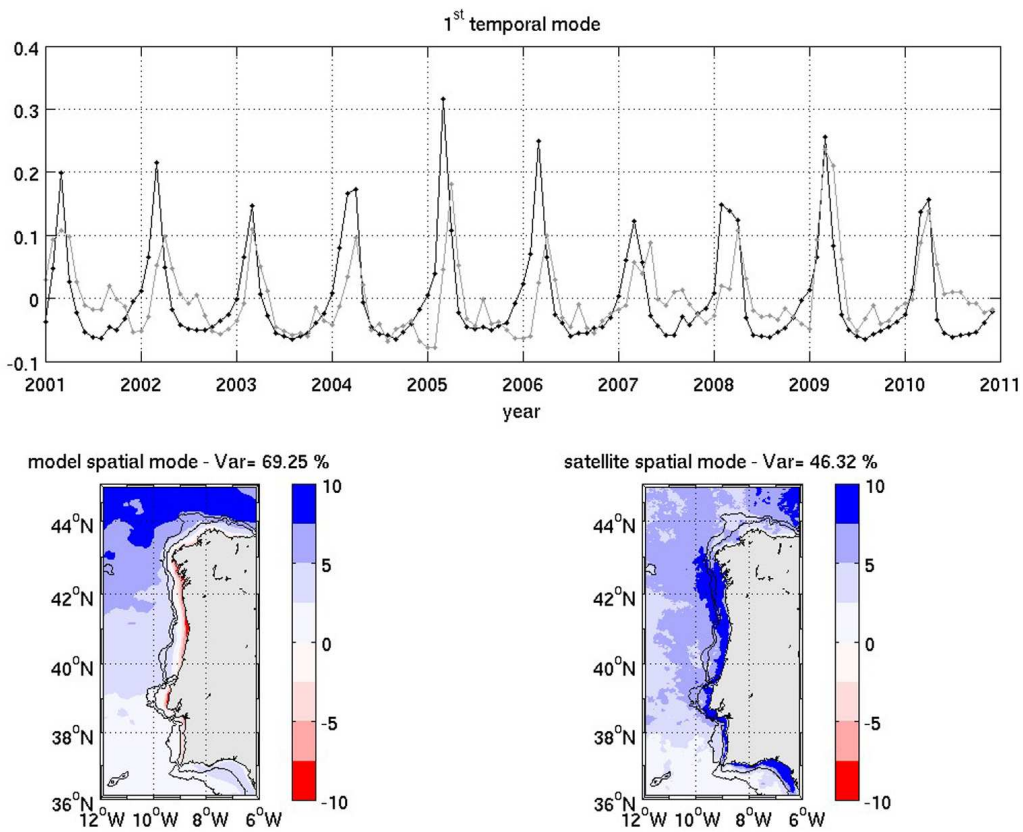 1st temporal mode
0.4
0.3
0.2
0.1
0
-0.1
2001 2002 2003 2004 2005 2006 2007 2008 2009 2010 2011
year
model spatial mode - Var= 69.25 %
44°N
42°N
40°N
38°N
36°N
12°W 10°W 8°W 6°W
10
5
0
-5
-10
satellite spatial mode - Var= 46.32 %
44°N
42°N
40°N
38°N
36°N
12°W 10°W 8°W 6°W
10
5
0
-5
-10